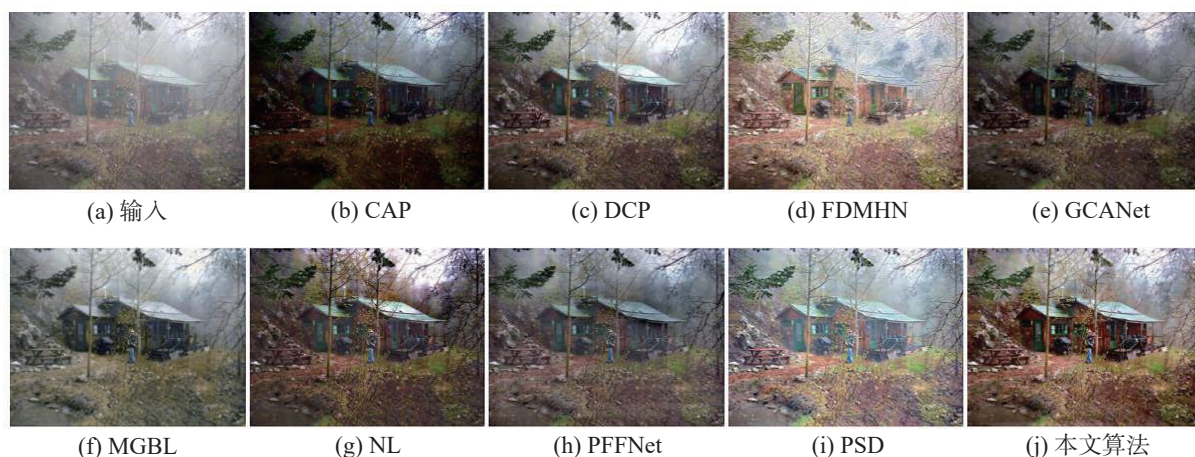 (a) 输入
(b) CAP
(c) DCP
(d) FDMHN
(e) GCANet
(f) MGBL
(g) NL
(h) PFFNet
(i) PSD
(j) 本文算法